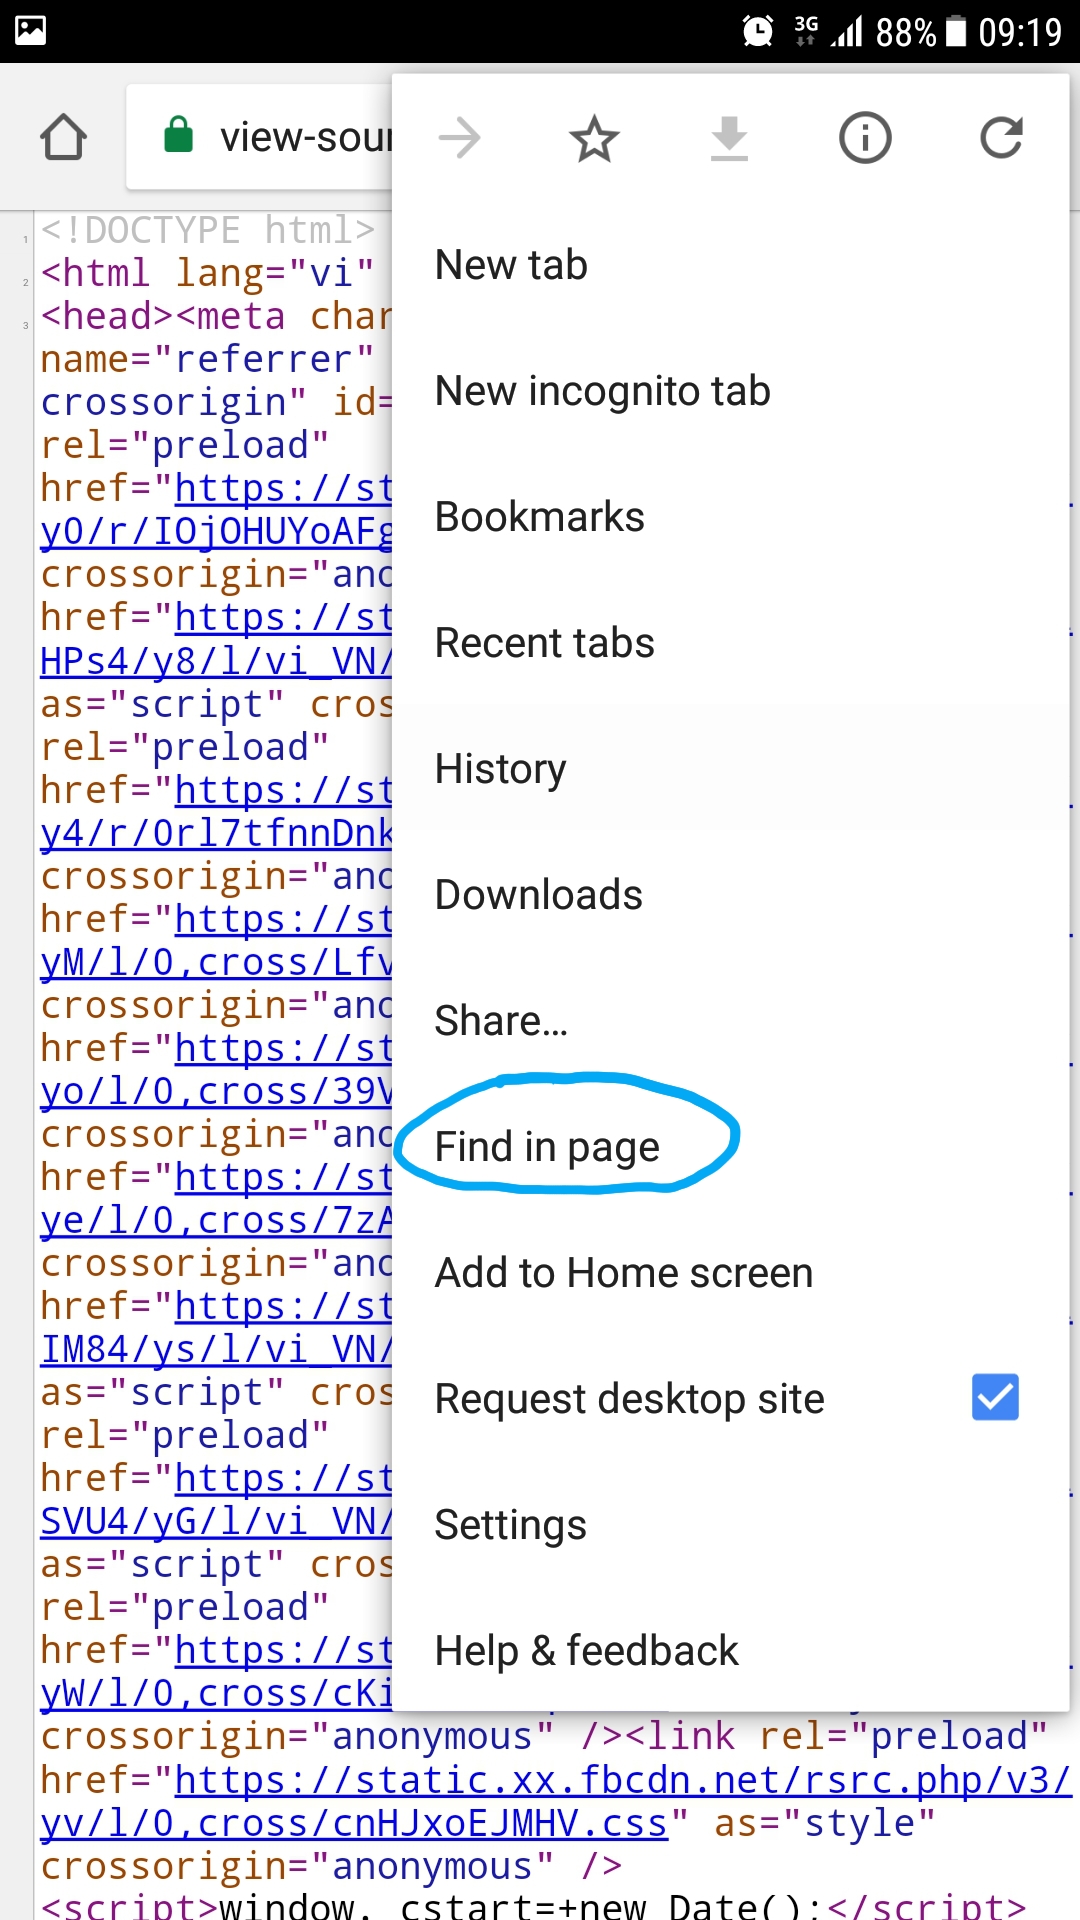 3G 88% 09:19
view-sour
1 <!DOCTYPE html>
2 <html lang="vi"
3 <head><meta char
name="referrer"
crossorigin" id=
rel="preload"
href="https://st
y0/r/IOjOHUYoAFg
crossorigin="ano
href="https://st
HPs4/y8/l/vi_VN/
as="script" cros
rel="preload"
href="https://st
y4/r/0rl7tfnnDnk
crossorigin="ano
href="https://st
yM/l/0,cross/Lfv
crossorigin="ano
href="https://st
yo/l/0,cross/39V
crossorigin="ano
href="https://st
ye/l/0,cross/7zA
crossorigin="ano
href="https://st
IM84/ys/l/vi_VN/
as="script" cros
rel="preload"
href="https://st
SVU4/yG/l/vi_VN/
as="script" cros
rel="preload"
href="https://st
yW/l/0,cross/cKi
crossorigin="anonymous" /><link rel="preload"
href="https://static.xx.fbcdn.net/rsrc.php/v3/
yv/l/0,cross/cnHJxoEJMHV.css" as="style"
crossorigin="anonymous" />
<script>window._cstart=+new Date();</script>
New tab
New incognito tab
Bookmarks
Recent tabs
History
Downloads
Share...
Find in page
Add to Home screen
Request desktop site
Settings
Help & feedback